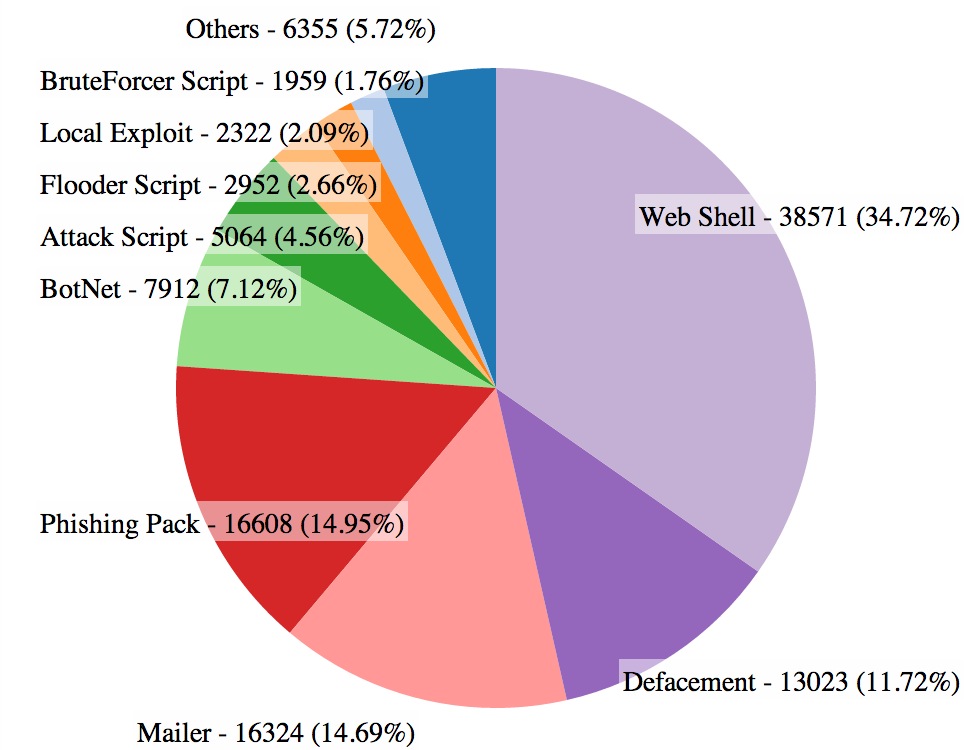 Others - 6355 (5.72%)
BruteForcer Script - 1959 (1.76%)
Local Exploit - 2322 (2.09%)
Flooder Script - 2952 (2.66%)
Web Shell - 38571 (34.72%)
Attack Script - 5064 (4.56%)
BotNet - 7912 (7.12%)
Phishing Pack - 16608 (14.95%)
Defacement - 13023 (11.72%)
Mailer - 16324 (14.69%)